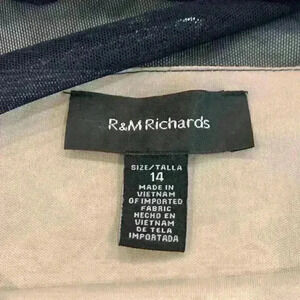 R&M Richards
SIZE/TALLA
14
MADE IN
VIETNAM
OF IMPORTED
FABRIC
HECHO EN
VIETNAM
DE TELA
IMPORTADA